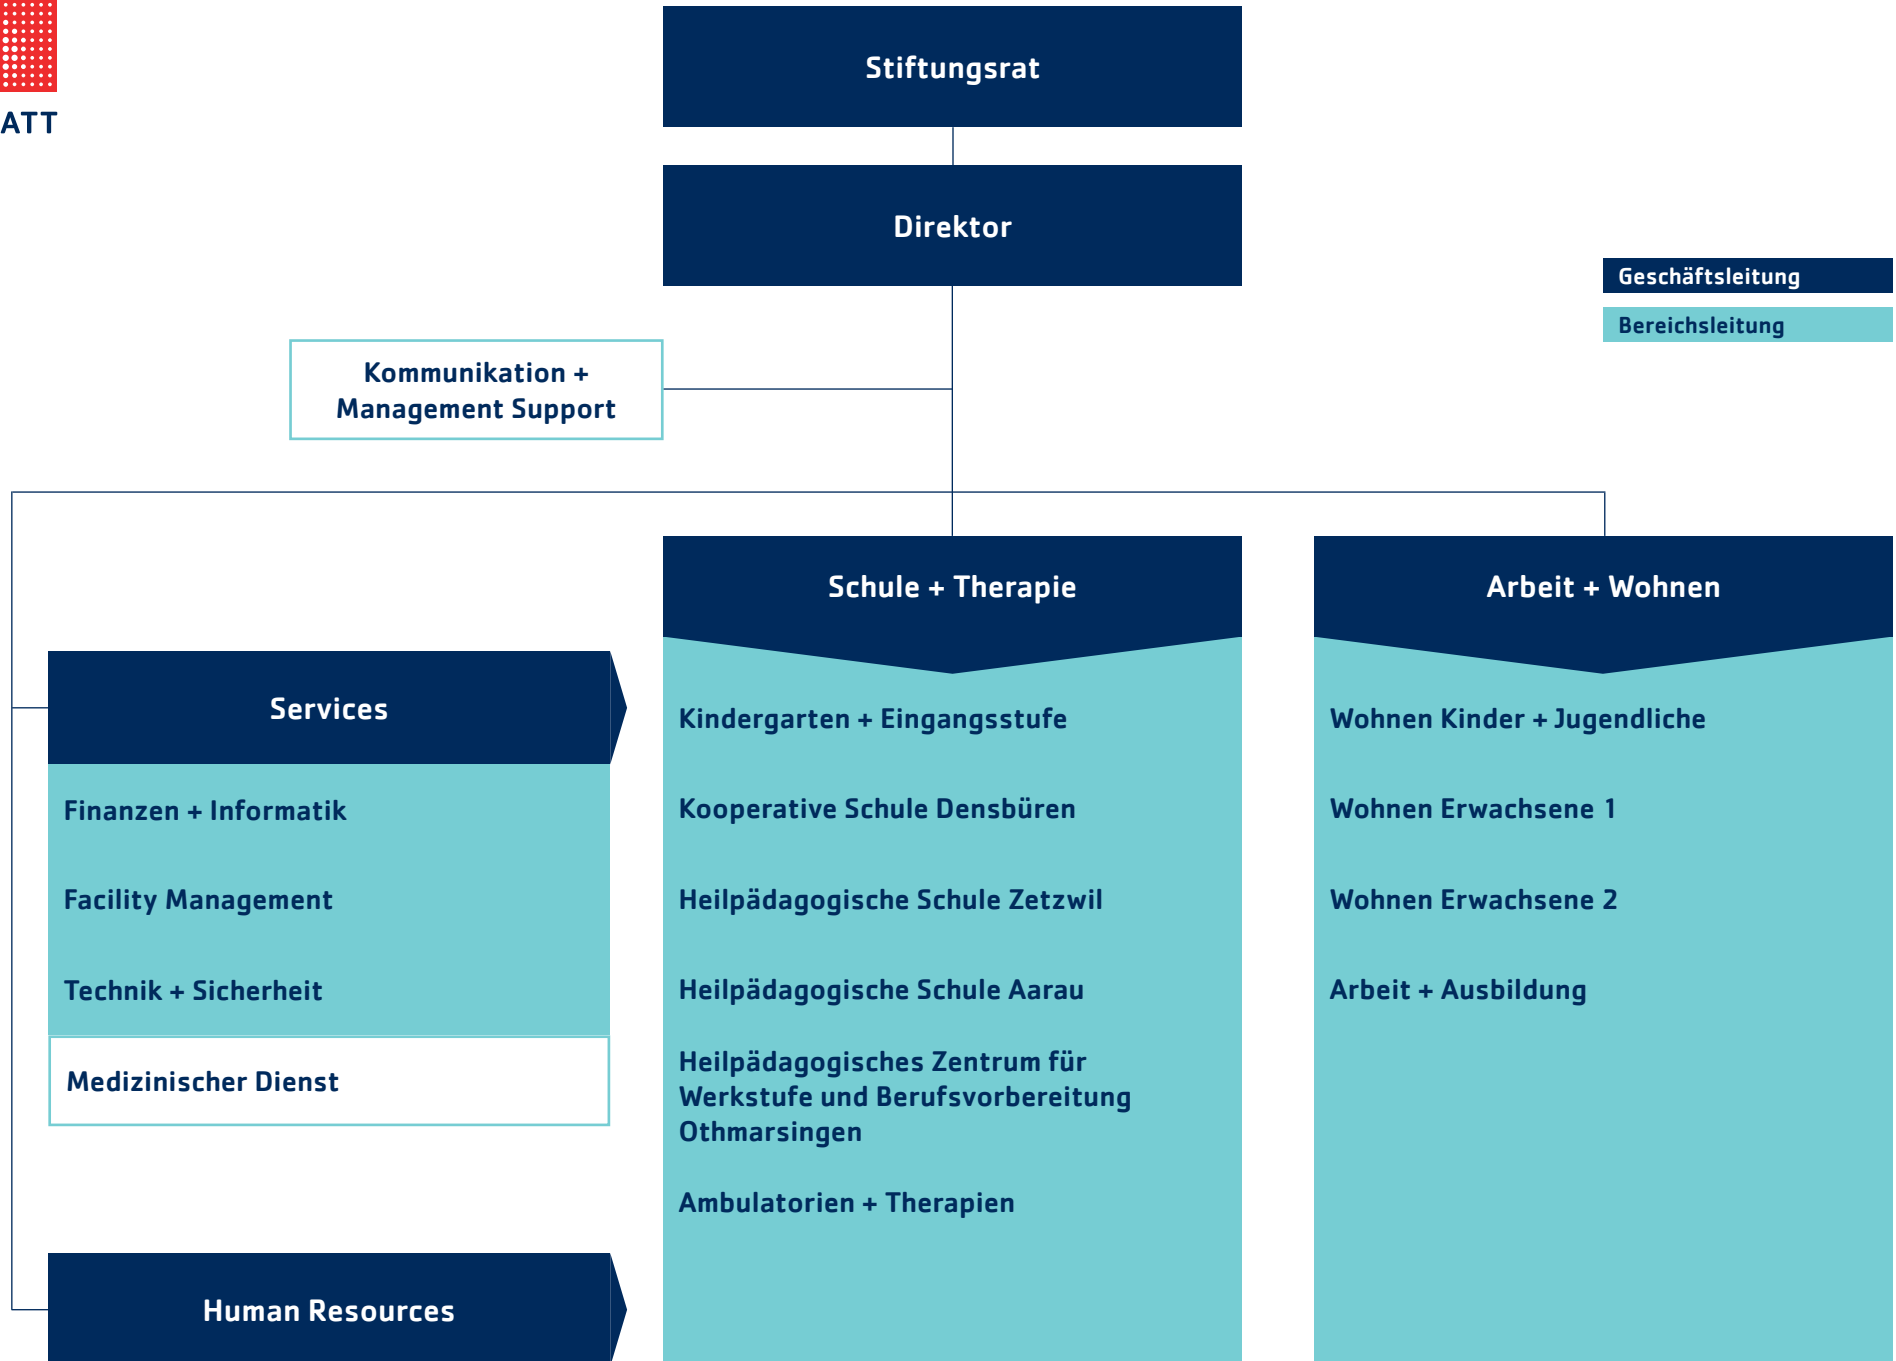 ATT
Stiftungsrat
Direktor
Geschäftsleitung
Bereichsleitung
Kommunikation +
Management Support
Services
Finanzen + Informatik
Facility Management
Technik + Sicherheit
Medizinischer Dienst
Human Resources
Schule + Therapie
Kindergarten + Eingangsstufe
Kooperative Schule Densbüren
Heilpädagogische Schule Zetzwil
Heilpädagogische Schule Aarau
Heilpädagogisches Zentrum für
Werkstufe und Berufsvorbereitung
Othmarsingen
Ambulatorien + Therapien
Arbeit + Wohnen
Wohnen Kinder + Jugendliche
Wohnen Erwachsene 1
Wohnen Erwachsene 2
Arbeit + Ausbildung